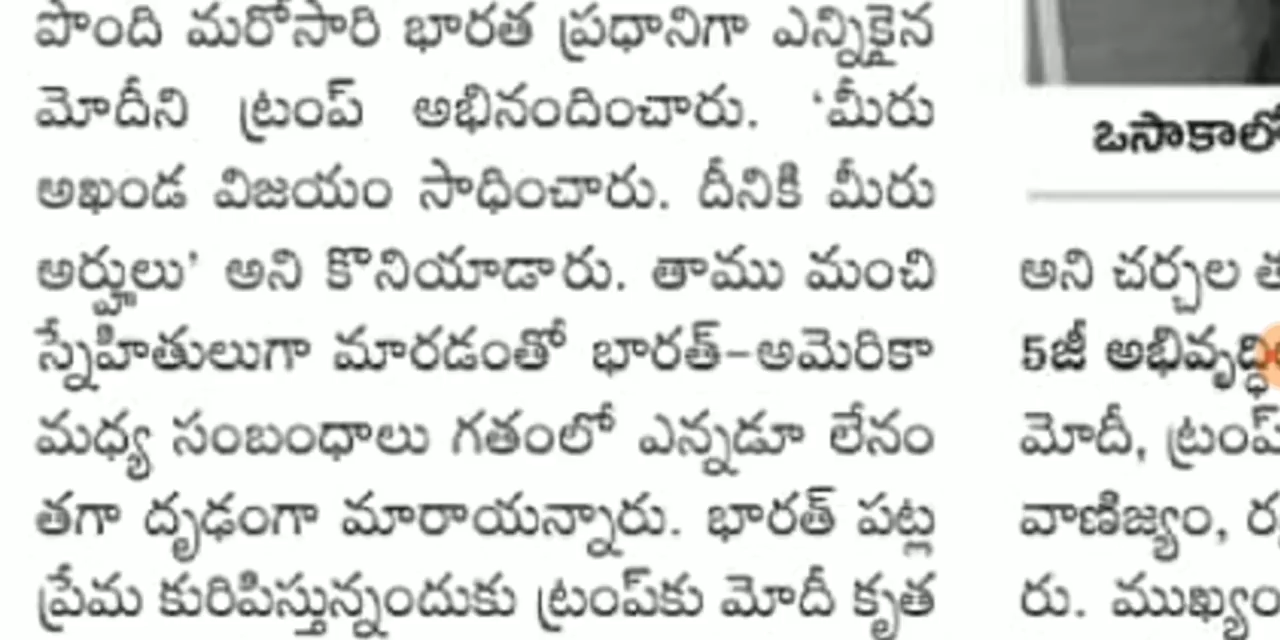 పొంది మరోసారి భారత ప్రధానిగా ఎన్నికైన
మోదీని ట్రంప్ అభినందించారు. ‘మీరు
అఖండ విజయం సాధించారు. దీనికి మీరు
అర్హులు’ అని కొనియాడారు. తాము మంచి
స్నేహితులుగా మారడంతో భారత్-అమెరికా
మధ్య సంబంధాలు గతంలో ఎన్నడూ లేనం
తగా దృఢంగా మారాయన్నారు. భారత్ పట్ల
ప్రేమ కురిపిస్తున్నందుకు ట్రంప్‌కు మోదీ కృత
ఒసాకాలో
అని చర్చల
5జీ
మోదీ, ట్రంప్
వాణిజ్యం,
రు.